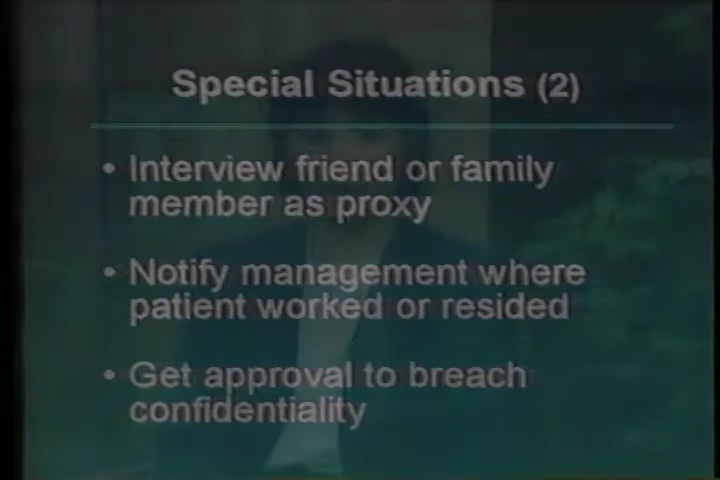 Special Situations (2)
• Interview friend or family
member as proxy
• Notify management where
patient worked or resided
• Get approval to breach
confidentiality